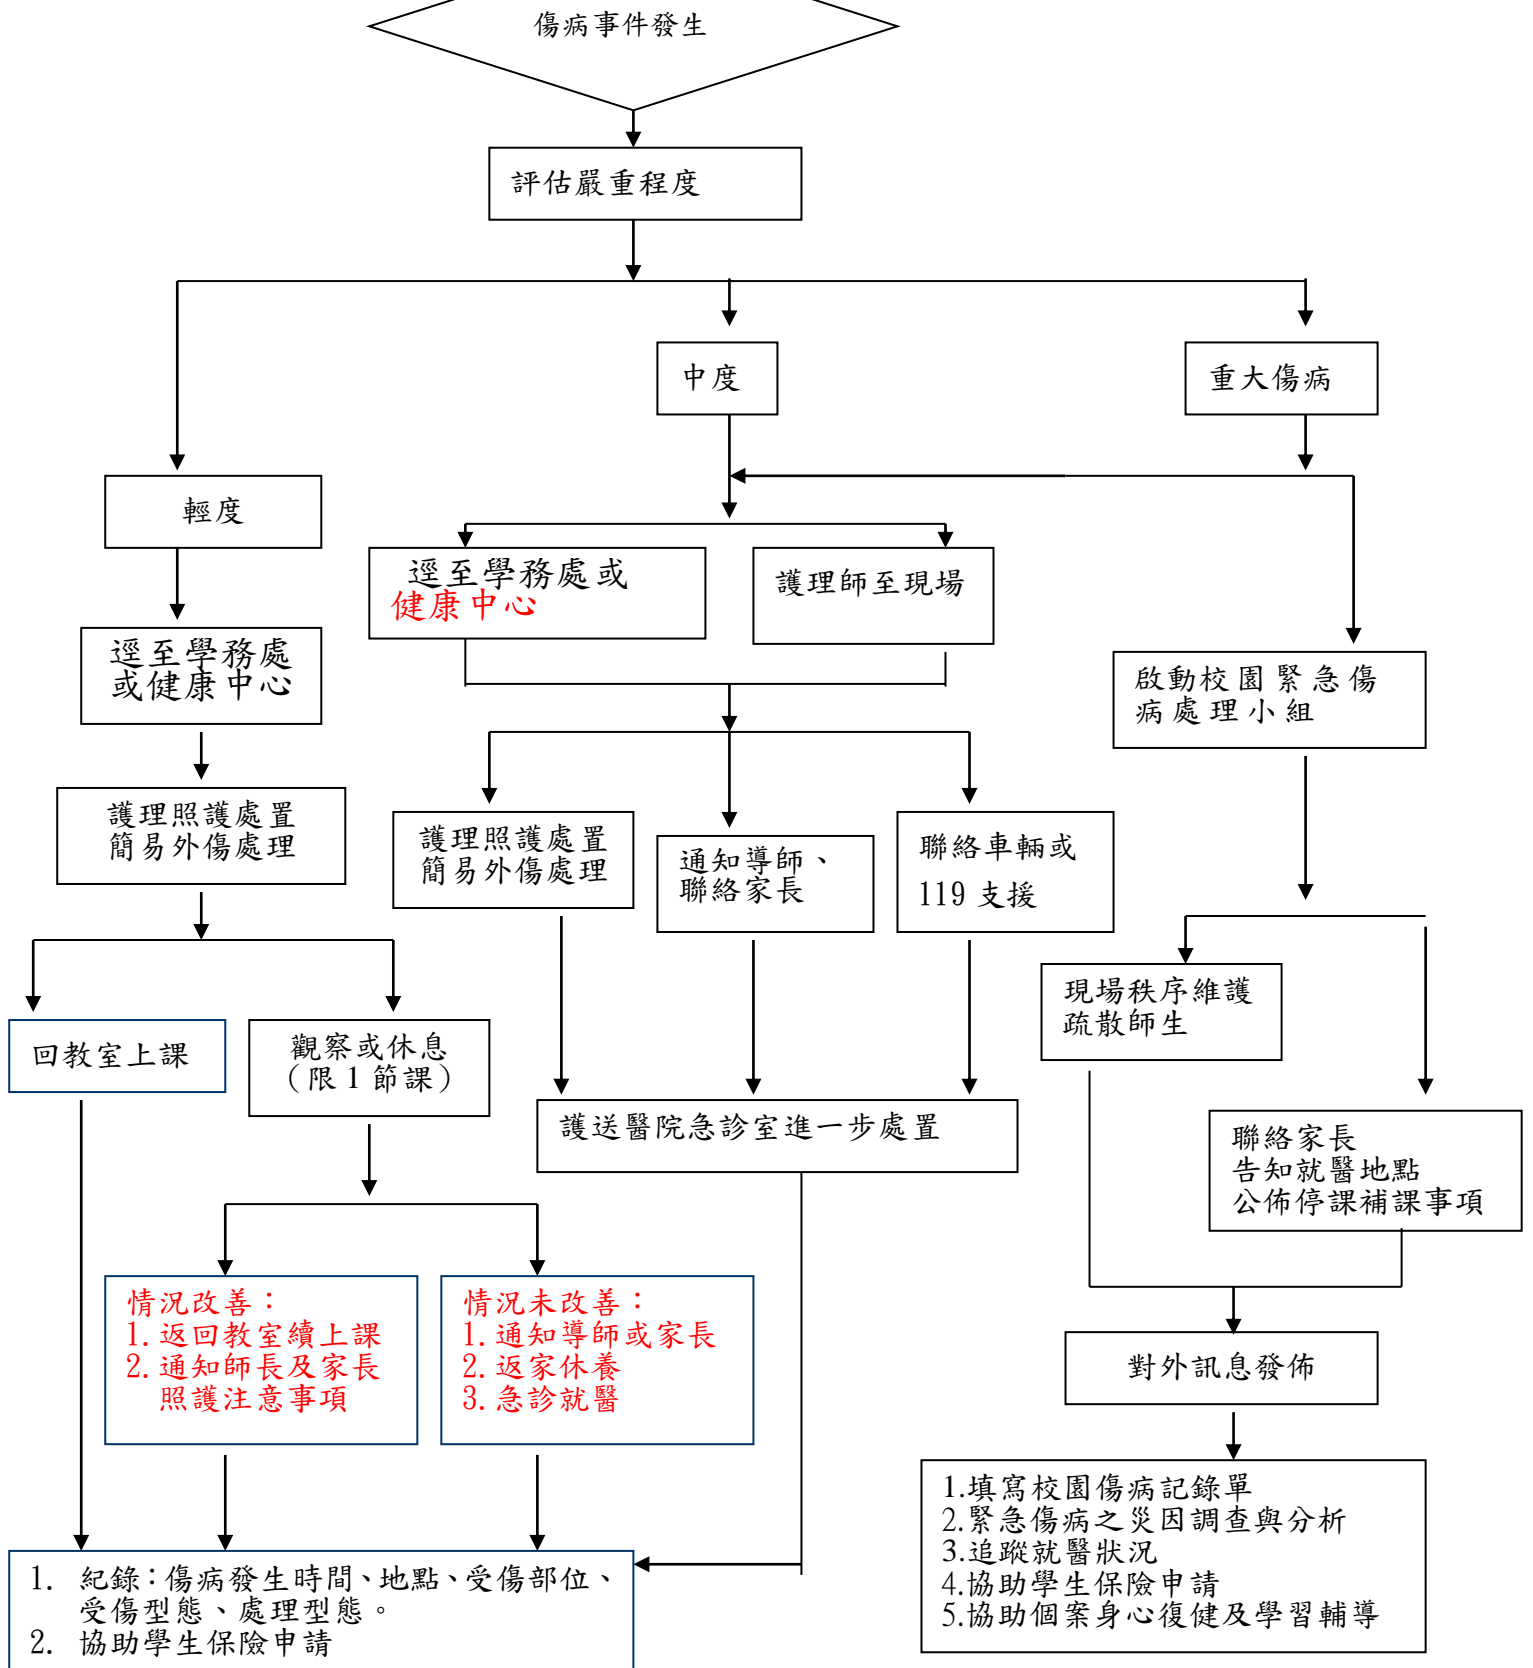 傷病事件發生
評估嚴重程度
中度
重大傷病
輕度
逕至學務處或
健康中心
護理師至現場
逕至學務處
或健康中心
啟動校園緊急傷
病處理小組
護理照護處置
簡易外傷處理
護理照護處置
簡易外傷處理
通知導師、
聯絡家長
聯絡車輛或
119 支援
現場秩序維護
疏散師生
回教室上課
觀察或休息
（限 1 節課）
護送醫院急診室進一步處置
聯絡家長
告知就醫地點
公佈停課補課事項
情況改善：
1. 返回教室續上課
2. 通知師長及家長
照護注意事項
情況未改善：
1. 通知導師或家長
2. 返家休養
3. 急診就醫
對外訊息發佈
1. 紀錄：傷病發生時間、地點、受傷部位、
受傷型態、處理型態。
2. 協助學生保險申請
1.填寫校園傷病記錄單
2.緊急傷病之災因調查與分析
3.追蹤就醫狀況
4.協助學生保險申請
5.協助個案身心復健及學習輔導